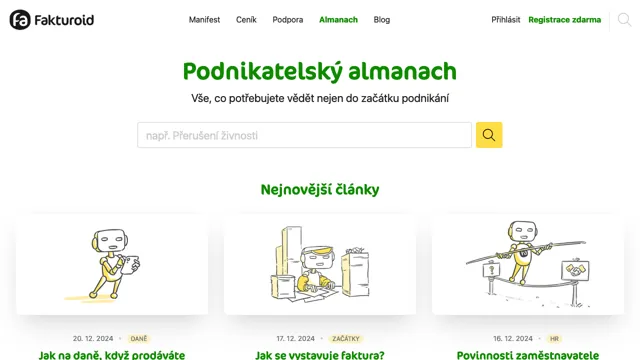 Fakturoid
Manifest Ceník Podpora Almanach Blog Přihlásit Registrace zdarma
Podnikatelský almanach
Vše, co potřebujete vědět nejen do začátku podnikání
např. Přerušení živnosti
Nejnovější články
20. 12. 2024 · DANĚ
Jak na daně, když prodáváte
17. 12. 2024 · ZAČÁTKY
Jak se vystavuje faktura?
16. 12. 2024 · HR
Povinnosti zaměstnavatele